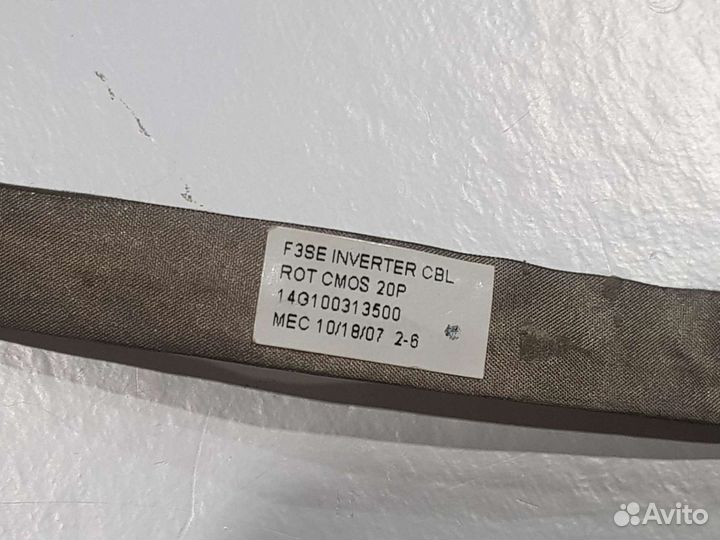 F3SE INVERTER CBL
ROT CMOS 20P
14G100313500
MEC 10/18/07 2-6
Avito